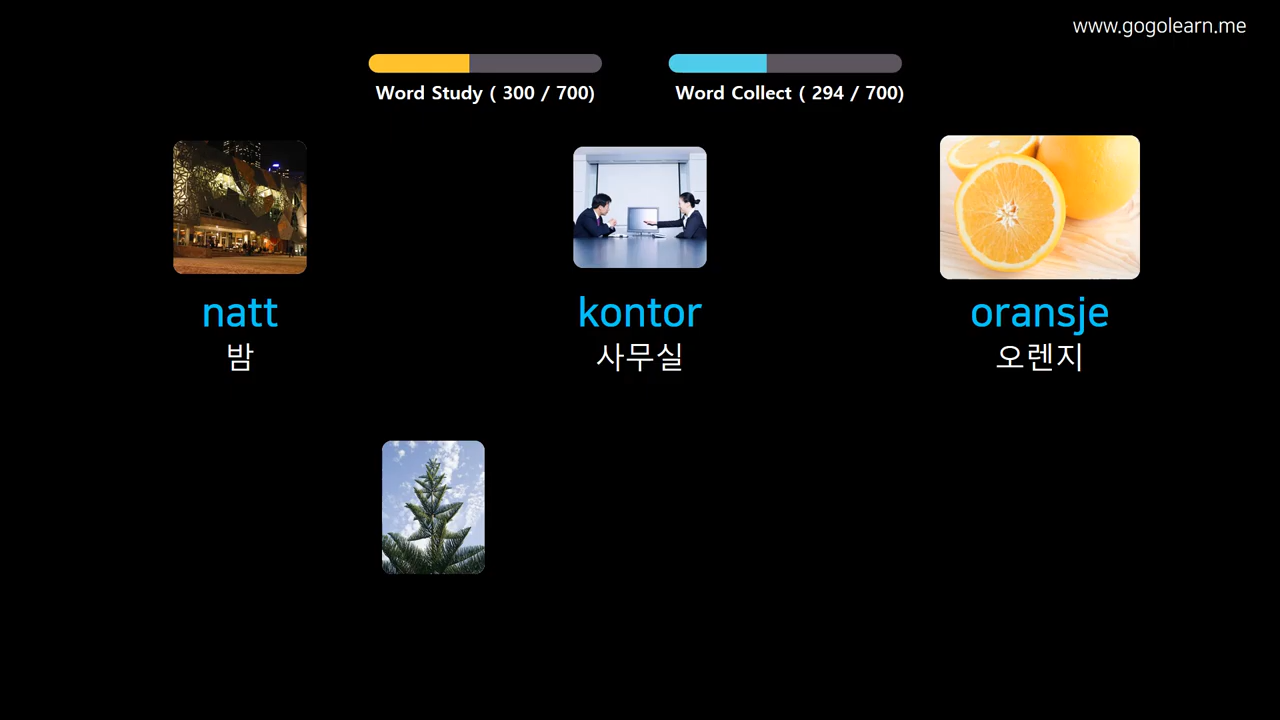 www.gogolearn.me
Word Study ( 300 / 700)
Word Collect ( 294 / 700)
natt
kontor
oransje
밤
사무실
오렌지